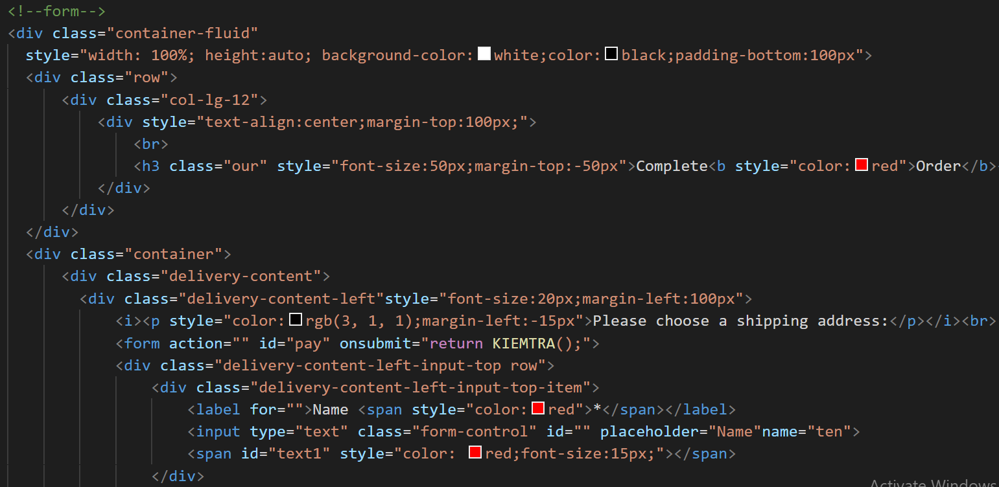 <!--form-->
<div class="container-fluid"
style="width: 100%; height:auto; background-color:white;color:black;padding-bottom:100px">
<div class="row">
<div class="col-lg-12">
<div style="text-align:center;margin-top:100px;">
<br>
<h3 class="our" style="font-size:50px;margin-top:-50px">Complete<b style="color:red">Order</b>
</div>
</div>
</div>
<div class="container">
<div class="delivery-content">
<div class="delivery-content-left"style="font-size:20px;margin-left:100px">
<i><p style="color:rgb(3, 1, 1);margin-left:-15px">Please choose a shipping address:</p></i><br>
<form action="" id="pay" onsubmit="return KIEMTRA();">
<div class="delivery-content-left-input-top row">
<div class="delivery-content-left-input-top-item">
<label for="">Name <span style="color:red">*</span></label>
<input type="text" class="form-control" id="" placeholder="Name"name="ten">
<span id="text1" style="color: red;font-size:15px;"></span>
</div>
Activate Windows